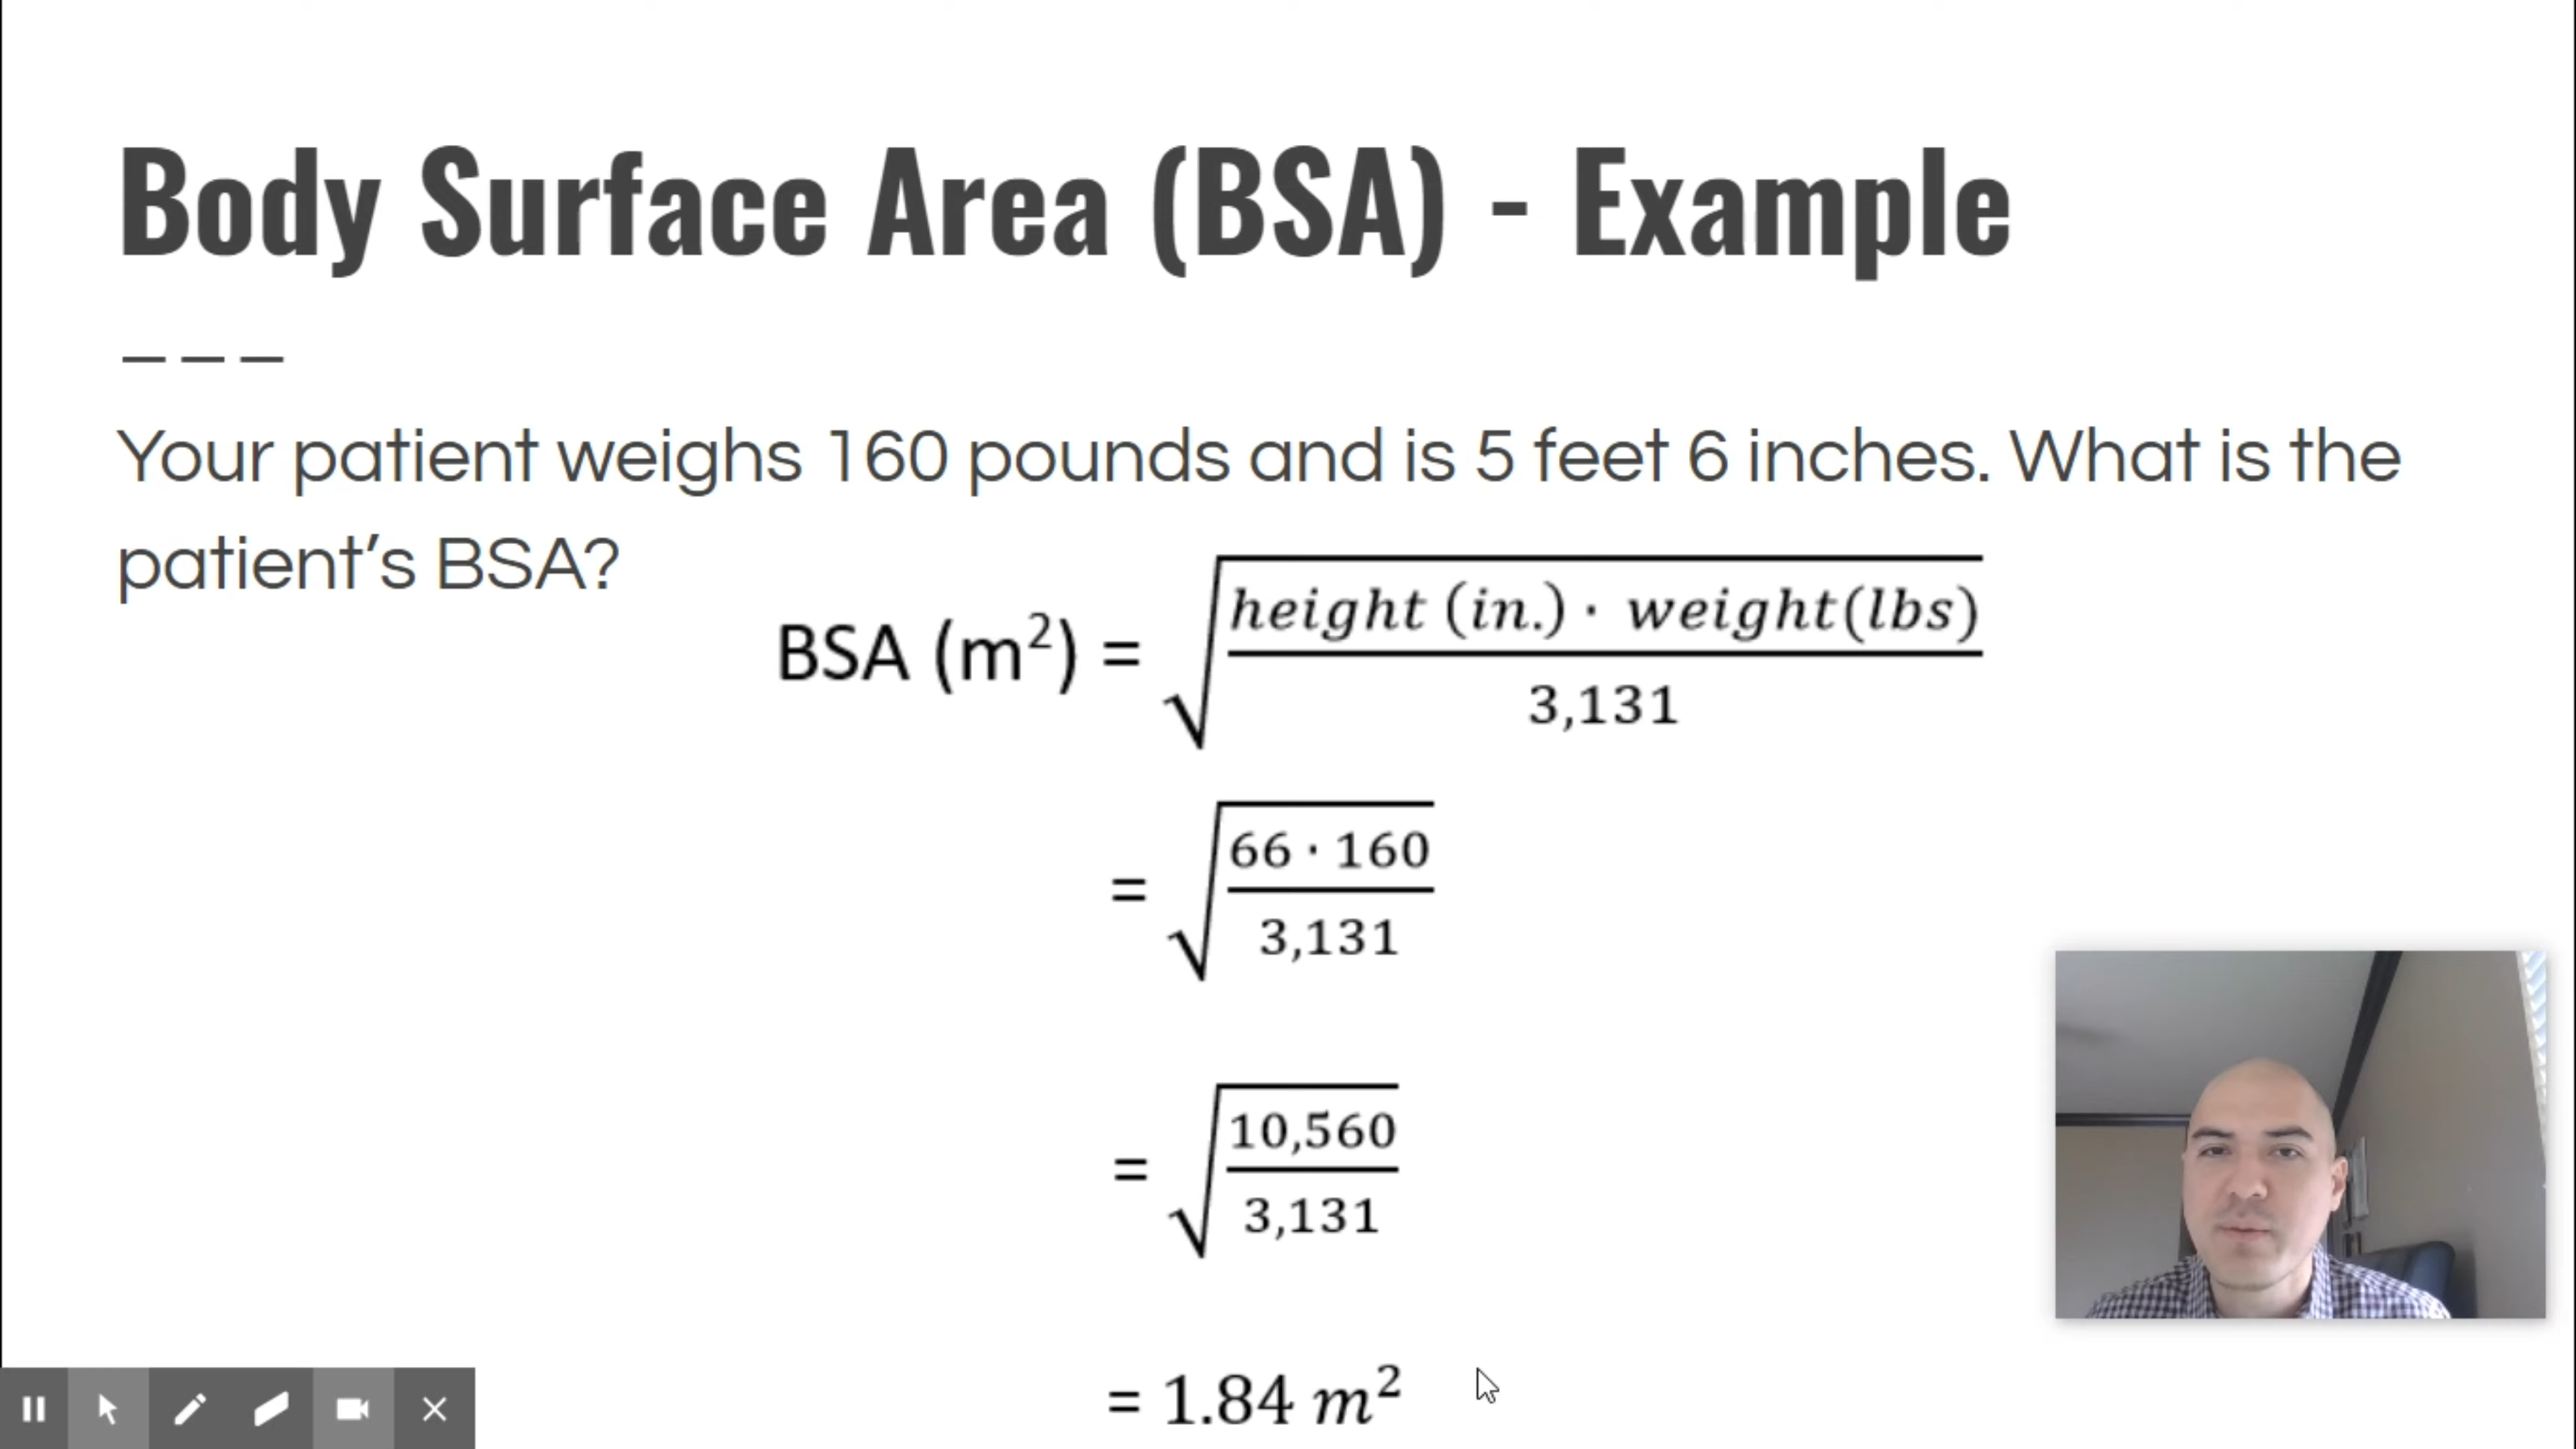 Body Surface Area (BSA) - Example
Your patient weighs 160 pounds and is 5 feet 6 inches. What is the
patient’s BSA?
BSA (m²) = √(height (in.) · weight(lbs) / 3,131)
= √(66 · 160 / 3,131)
= √(10,560 / 3,131)
= 1.84 m²